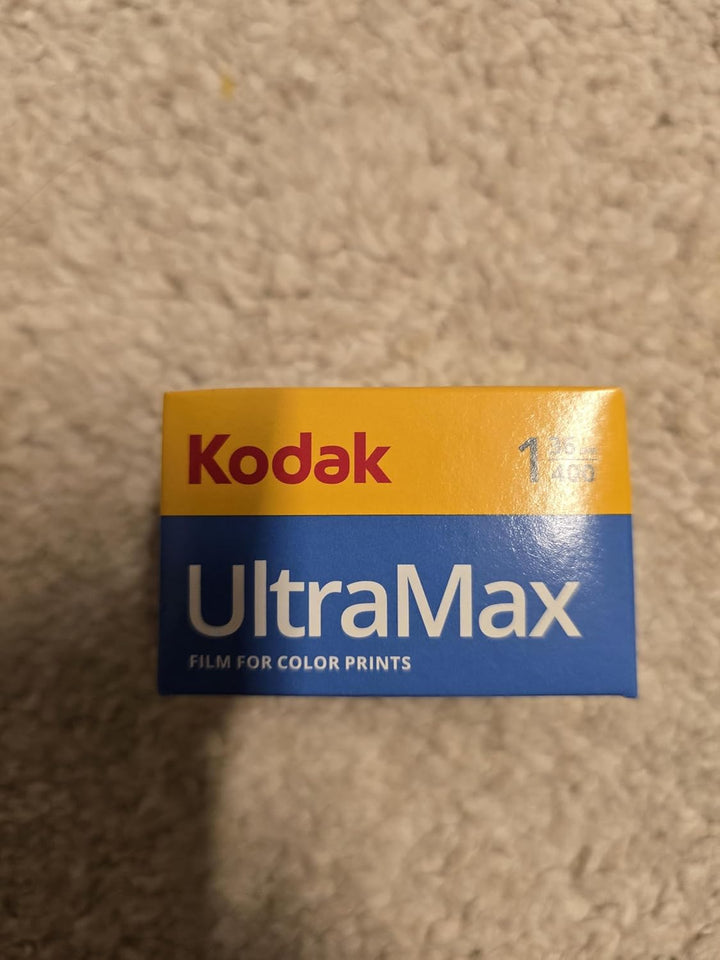 Kodak
1 36
400
UltraMax
FILM FOR COLOR PRINTS